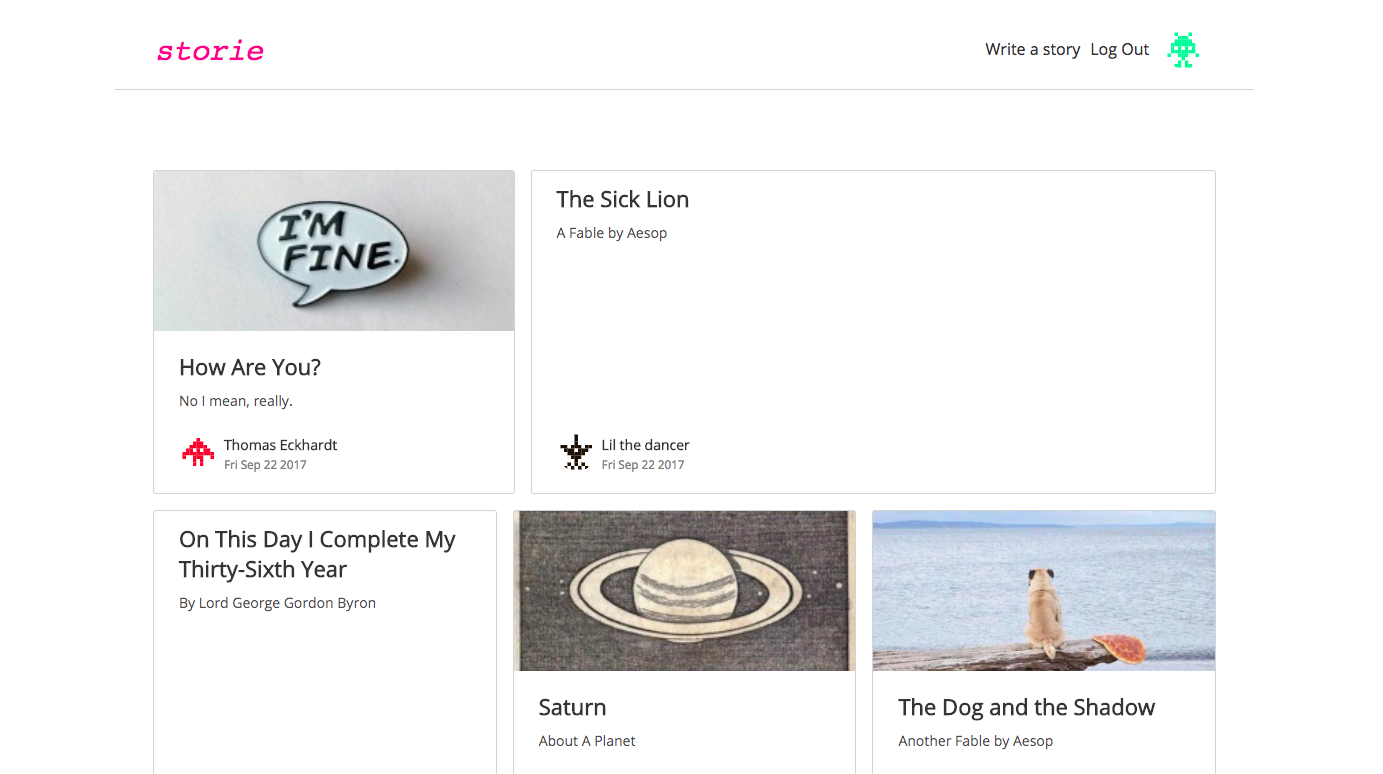 storie
Write a story Log Out
I'M
FINE.
The Sick Lion
A Fable by Aesop
How Are You?
No I mean, really.
Thomas Eckhardt
Fri Sep 22 2017
Lil the dancer
Fri Sep 22 2017
On This Day I Complete My
Thirty-Sixth Year
By Lord George Gordon Byron
Saturn
About A Planet
The Dog and the Shadow
Another Fable by Aesop